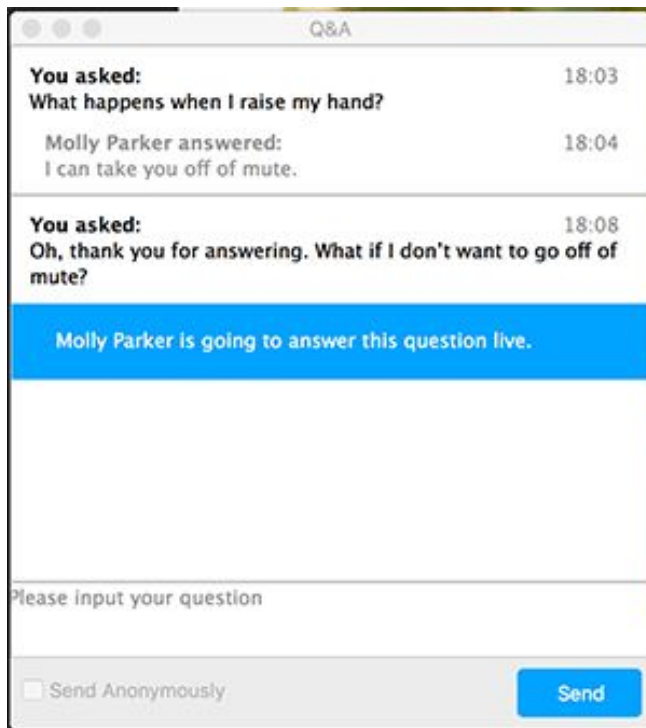 Q&A
You asked: 18:03
What happens when I raise my hand?
Molly Parker answered: 18:04
I can take you off of mute.
You asked: 18:08
Oh, thank you for answering. What if I don't want to go off of
mute?
Molly Parker is going to answer this question live.
Please input your question
Send Anonymously
Send